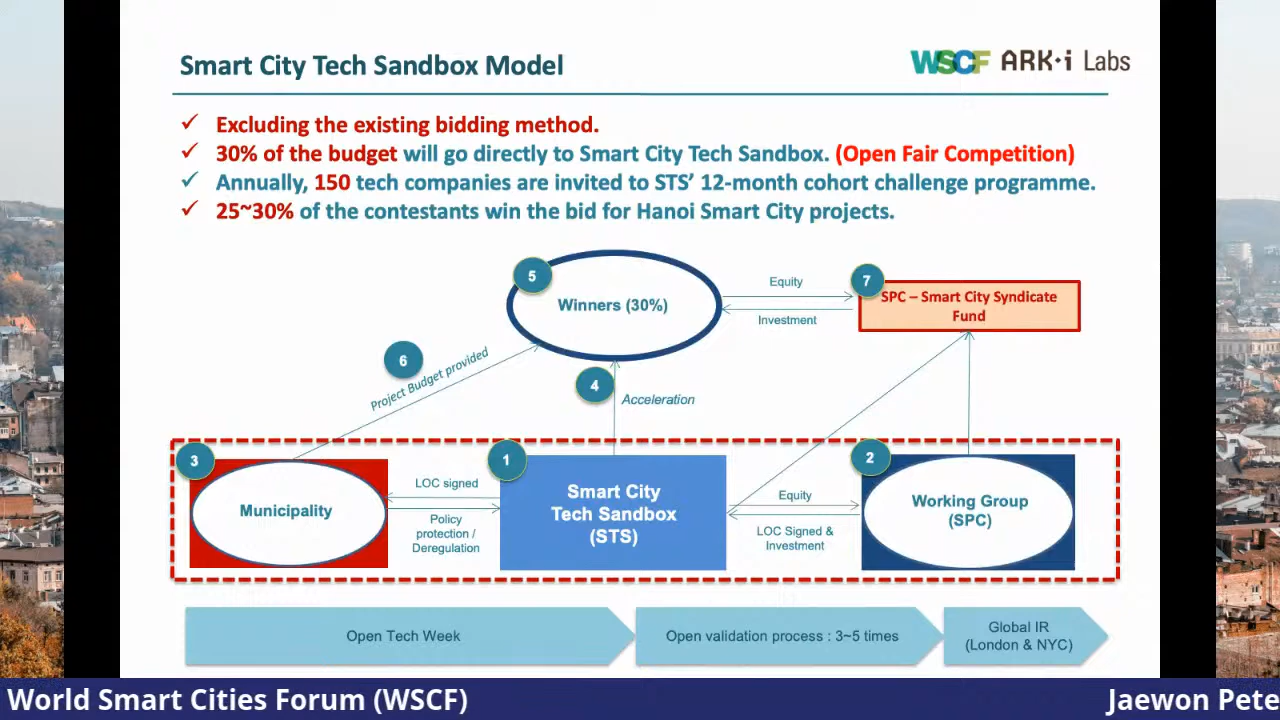 Smart City Tech Sandbox Model
WSCF ARK·i Labs
✓ Excluding the existing bidding method.
✓ 30% of the budget will go directly to Smart City Tech Sandbox. (Open Fair Competition)
✓ Annually, 150 tech companies are invited to STS’ 12-month cohort challenge programme.
✓ 25~30% of the contestants win the bid for Hanoi Smart City projects.
5
Winners (30%)
Equity
Investment
7
SPC – Smart City Syndicate
Fund
6
Project Budget provided
4
Acceleration
3
Municipality
LOC signed
Policy
protection /
Deregulation
1
Smart City
Tech Sandbox
(STS)
Equity
LOC Signed &
Investment
2
Working Group
(SPC)
Open Tech Week
Open validation process : 3~5 times
Global IR
(London & NYC)
World Smart Cities Forum (WSCF)
Jaewon Pete